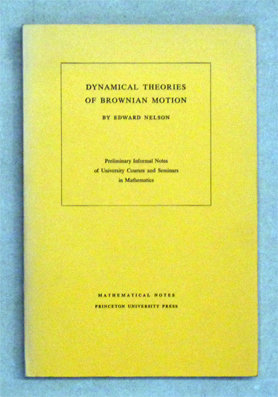 DYNAMICAL THEORIES
OF BROWNIAN MOTION
BY EDWARD NELSON
Preliminary Informal Notes
of University Courses and Seminars
in Mathematics
MATHEMATICAL NOTES
PRINCETON UNIVERSITY PRESS